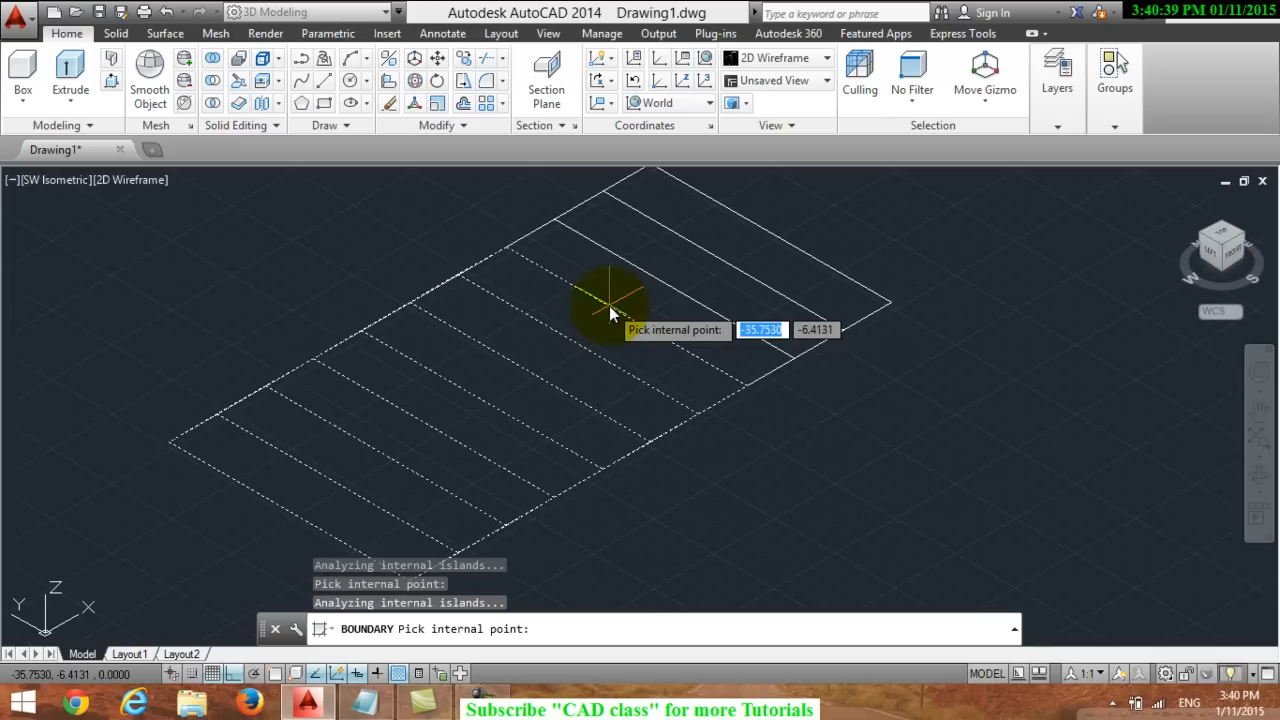 3D Modeling
Autodesk AutoCAD 2014 Drawing1.dwg
Type a keyword or phrase
Sign In
3:40:39 PM 01/11/2015
Home Solid Surface Mesh Render Parametric Insert Annotate Layout View Manage Output Plug-ins Autodesk 360 Featured Apps Express Tools
Box
Extrude
Smooth
Object
Section
Plane
2D Wireframe
Unsaved View
World
Culling
No Filter
Move Gizmo
Layers
Groups
Modeling Mesh Solid Editing Draw Modify Section Coordinates View Selection
Drawing1*
[−][SW Isometric][2D Wireframe]
TOP
LEFT
FRONT
W
S
WCS
Pick internal point: -35.7530 -6.4131
Z
Y
X
Analyzing internal islands...
Pick internal point:
Analyzing internal islands...
BOUNDARY Pick internal point:
Model Layout1 Layout2
-35.7530, -6.4131 , 0.0000
MODEL
1:1
ENG
3:40 PM
1/11/2015
Subscribe "CAD class" for more Tutorials